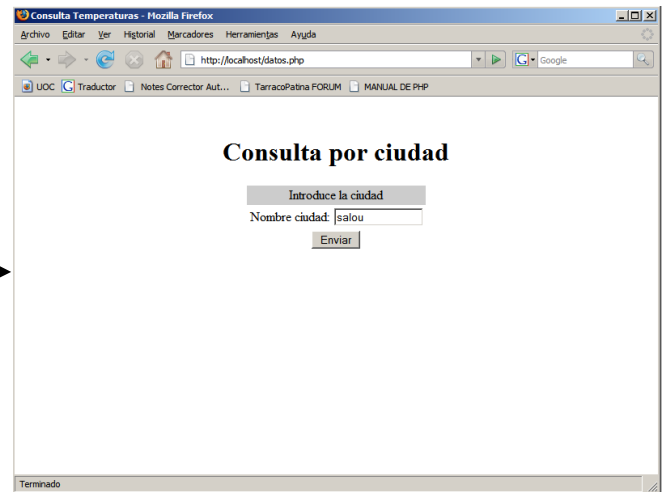 Consulta Temperaturas - Mozilla Firefox
Archivo Editar Ver Historial Marcadores Herramientas Ayuda
http://localhost/datos.php G Google
UOC G Traductor Notes Corrector Aut... TarracoPatina FORUM MANUAL DE PHP
Consulta por ciudad
Introduce la ciudad
Nombre ciudad: salou
Enviar
Terminado